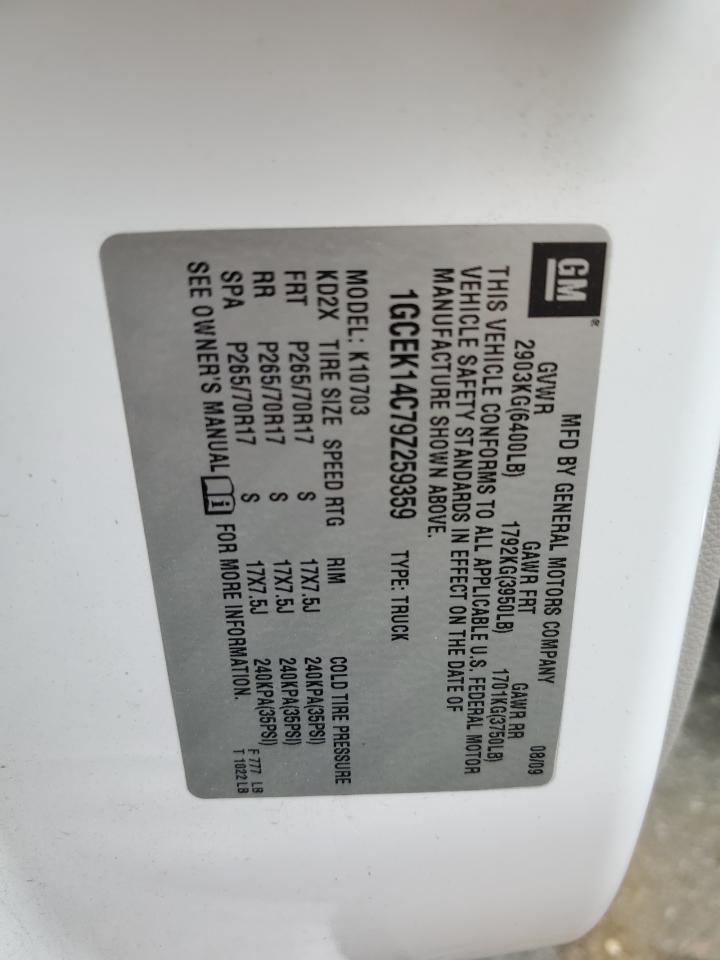 GM®
MFD BY GENERAL MOTORS COMPANY 08/09
GVWR GAWR FRT GAWR RR
2903KG(6400LB) 1792KG(3950LB) 1701KG(3750LB)
THIS VEHICLE CONFORMS TO ALL APPLICABLE U.S. FEDERAL MOTOR
VEHICLE SAFETY STANDARDS IN EFFECT ON THE DATE OF
MANUFACTURE SHOWN ABOVE.
1GCEK14C79Z259359 TYPE: TRUCK
MODEL: K10703
KD2X TIRE SIZE SPEED RTG RIM COLD TIRE PRESSURE
FRT P265/70R17 S 17X7.5J 240KPA(35PSI)
RR P265/70R17 S 17X7.5J 240KPA(35PSI)
SPA P265/70R17 S 17X7.5J 240KPA(35PSI)
SEE OWNER'S MANUAL i FOR MORE INFORMATION.
F 777 LB
T 1022 LB